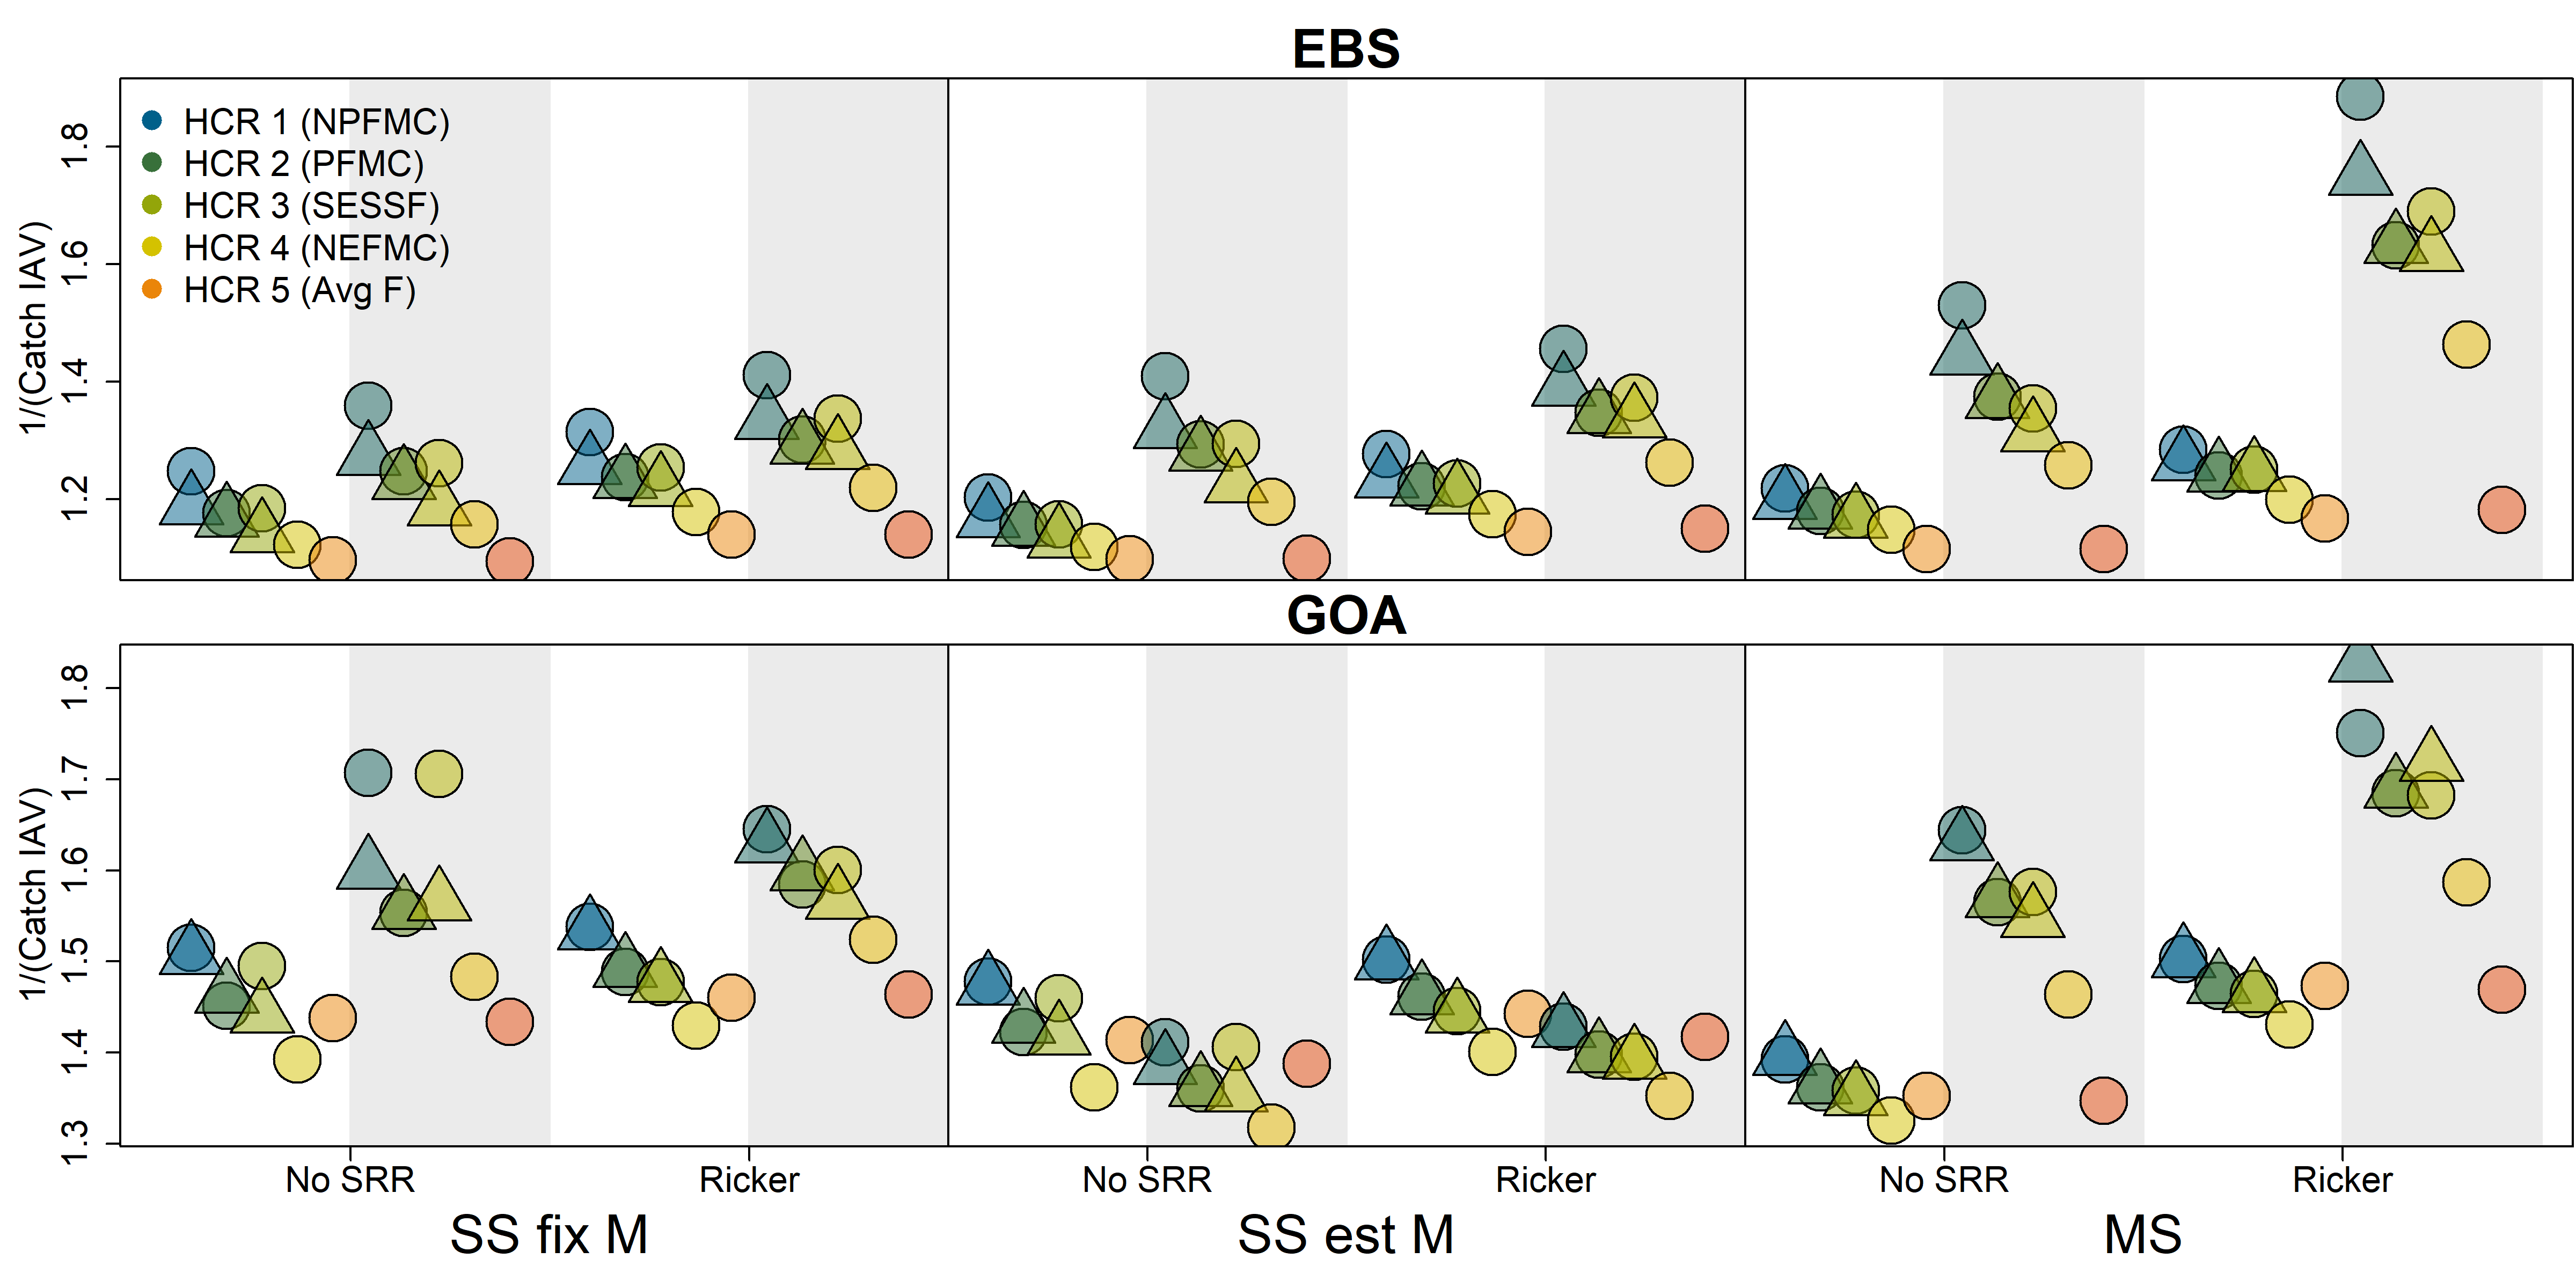 EBS
1/(Catch IAV)
1.8
1.6
1.4
1.2
HCR 1 (NPFMC)
HCR 2 (PFMC)
HCR 3 (SESSF)
HCR 4 (NEFMC)
HCR 5 (Avg F)
GOA
1/(Catch IAV)
1.8
1.7
1.6
1.5
1.4
1.3
No SRR Ricker No SRR Ricker No SRR Ricker
SS fix M SS est M MS